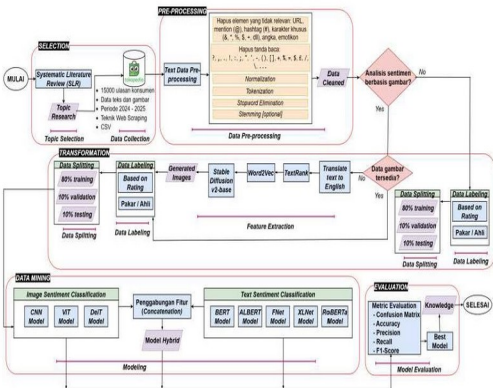 PRE-PROCESSING
Hapus elemen yang tidak relevan: URL,
mention (@), hashtag (#), karakter khusus
(&, *, %, $, +, dll), angka, emotikon
Hapus tanda baca:
Normalization
Tokenization
Stopword Elimination
Stemming [optional]
Text Data Pre-
processing
Data
Cleaned
Data Pre-processing
SELECTION
MULAI
Systematic Literature
Review (SLR)
Topic
Research
Topic Selection
15000 ulasan konsumen
Data teks dan gambar
Periode 2024 - 2025
Teknik Web Scraping
CSV
Data Collection
Analisis sentimen
berbasis gambar?
No
Yes
Data gambar
tersedia?
No
Yes
TRANSFORMATION
Data Splitting
80% training
10% validation
10% testing
Data Splitting
Data Labeling
Based on
Rating
Pakar / Ahli
Data Labeling
Generated
Images
Stable
Diffusion
v2-base
Word2Vec
TextRank
Translate
text to
English
Feature Extraction
Data Splitting
80% training
10% validation
10% testing
Data Splitting
Data Labeling
Based on
Rating
Pakar / Ahli
Data Labeling
DATA MINING
Image Sentiment Classification
CNN
Model
ViT
Model
DeiT
Model
Penggabungan Fitur
(Concatenation)
Model Hybrid
Text Sentiment Classification
BERT
Model
ALBERT
Model
FNet
Model
XLNet
Model
RoBERTa
Model
Modeling
EVALUATION
Metric Evaluation
- Confusion Matrix
- Accuracy
- Precision
- Recall
- F1-Score
Knowledge
Best
Model
Model Evaluation
SELESAI